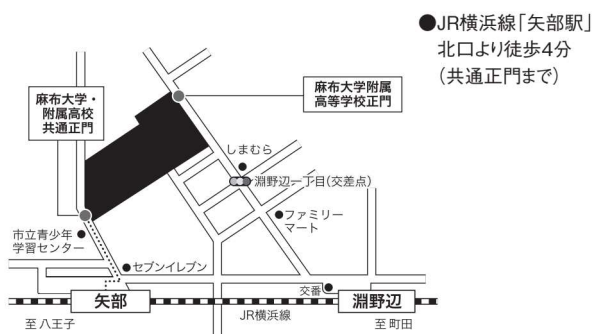 ●JR横浜線「矢部駅」
北口より徒歩4分
（共通正門まで）
麻布大学附属
高等学校正門
麻布大学・
附属高校
共通正門
しまむら
淵野辺一丁目(交差点)
ファミリー
マート
市立青少年
学習センター
セブンイレブン
交番
矢部
淵野辺
JR横浜線
至 八王子
至 町田